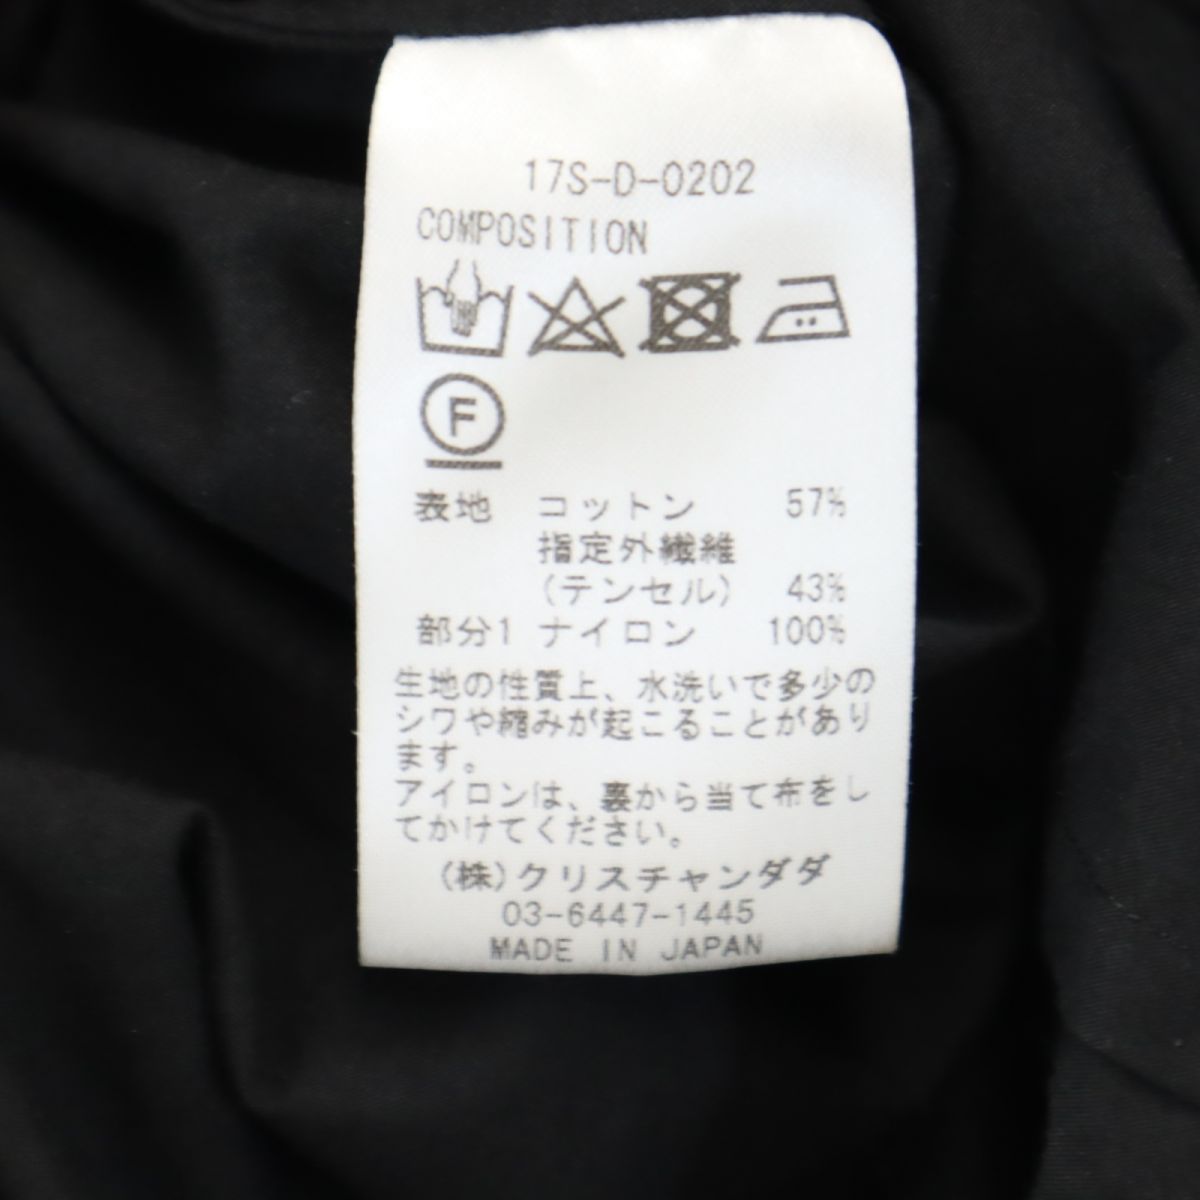 17S-D-0202
COMPOSITION
F
表地 コットン 57%
指定外繊維
(テンセル) 43%
部分1 ナイロン 100%
生地の性質上、水洗いで多少の
シワや縮みが起こることがあり
ます。
アイロンは、裏から当て布をし
てかけてください。
(株)クリスチャンダダ
03-6447-1445
MADE IN JAPAN